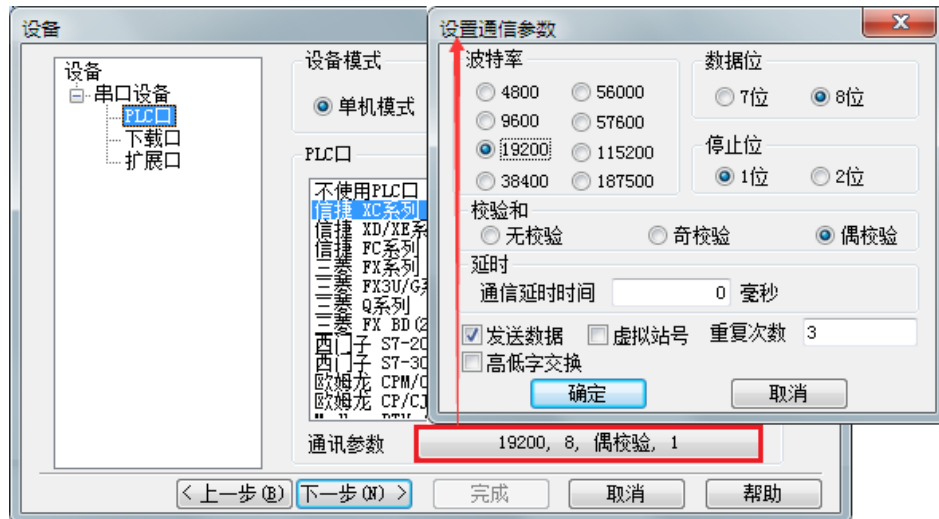 设备
设备
串口设备
PLC口
下载口
扩展口
设备模式
单机模式
PLC口
不使用PLC口
信捷 XC系列
信捷 XD/XE系
信捷 FC系列
三菱 FX系列
三菱 FX3U/G系
三菱 Q系列
三菱 FX BD(2
西门子 S7-20
西门子 S7-30
欧姆龙 CPM/C
欧姆龙 CP/CJ
通讯参数
19200, 8, 偶校验, 1
< 上一步(B)
下一步(N) >
完成
取消
帮助
设置通信参数
波特率
4800
56000
9600
57600
19200
115200
38400
187500
数据位
7位
8位
停止位
1位
2位
校验和
无校验
奇校验
偶校验
延时
通信延时时间
0 毫秒
发送数据
虚拟站号
重复次数
3
高低字交换
确定
取消